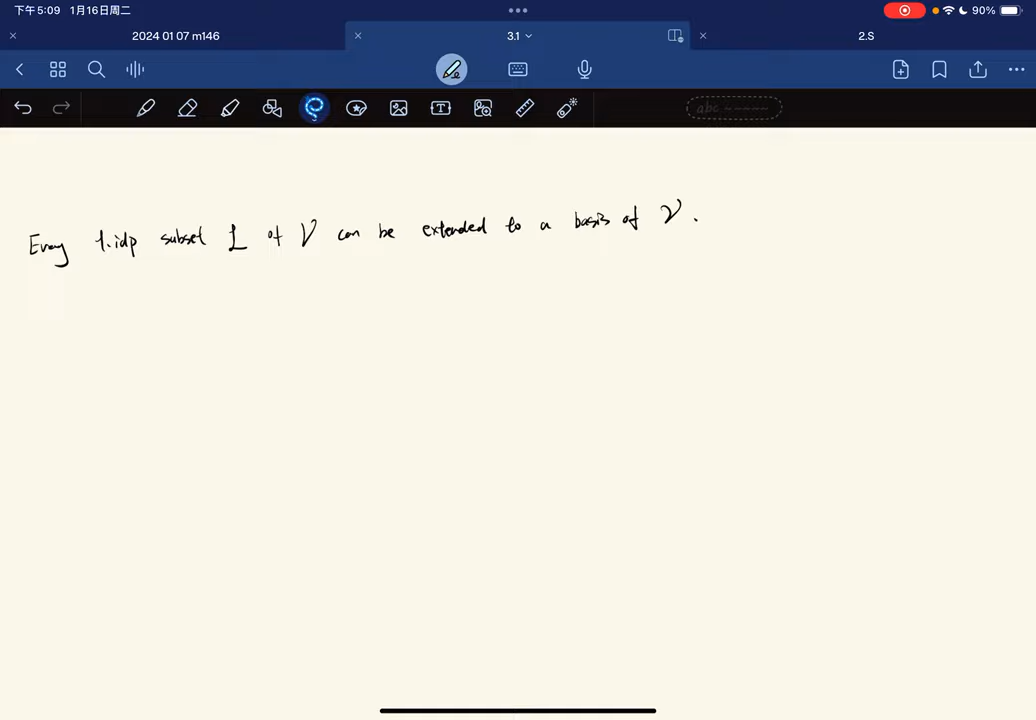 下午5:09 1月16日周二
90%
2024 01 07 m146
3.1
2.S
abc
Every l.idp subset L of V can be extended to a basis of V.